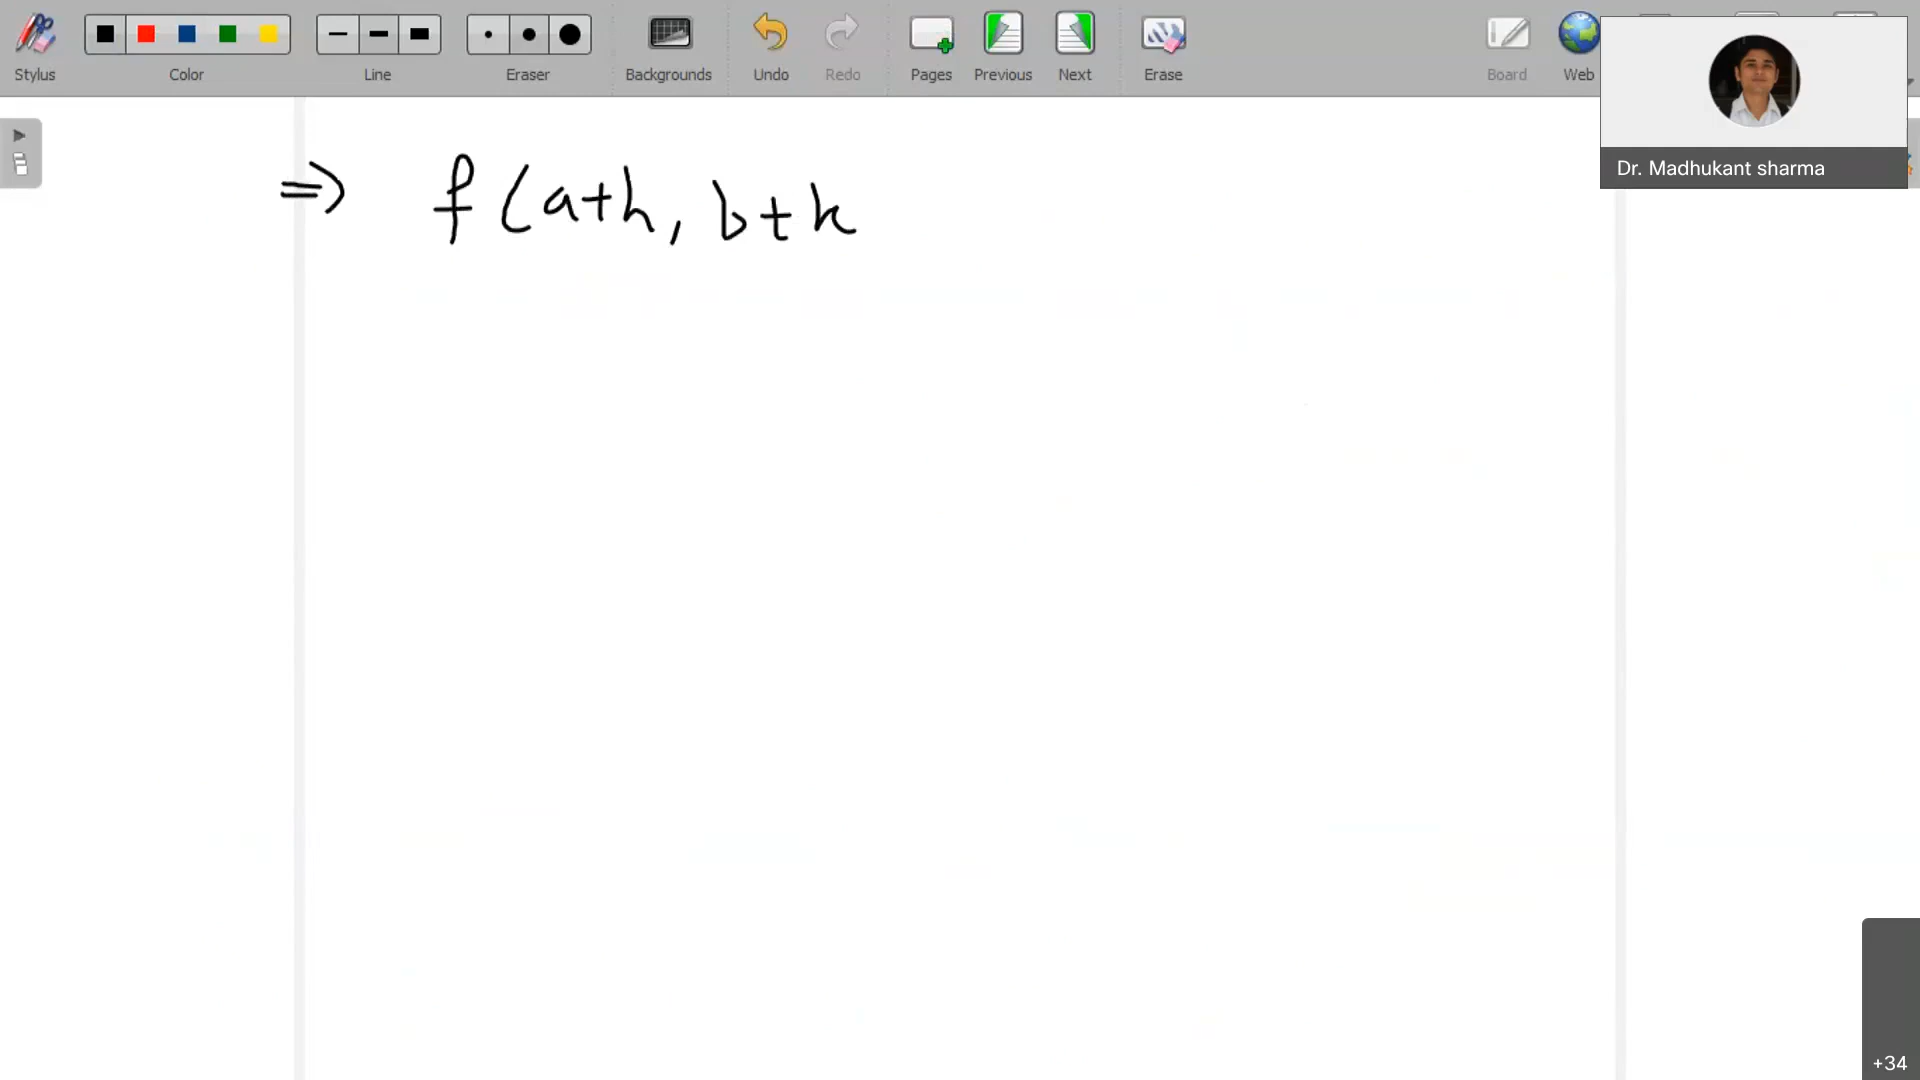 Stylus Color Line Eraser Backgrounds Undo Redo Pages Previous Next Erase Board Web
Dr. Madhukant sharma
⇒ f(a+h, b+k
+34